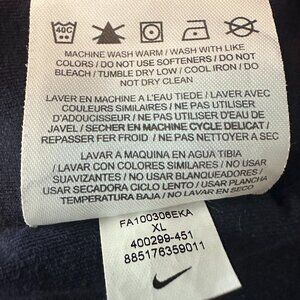 40C
MACHINE WASH WARM / WASH WITH LIKE
COLORS / DO NOT USE SOFTENERS / DO NOT
BLEACH / TUMBLE DRY LOW / COOL IRON / DO
NOT DRY CLEAN
LAVER EN MACHINE A L'EAU TIEDE / LAVER AVEC
COULEURS SIMILAIRES / NE PAS UTILISER
D'ADOUCISSEUR / NE PAS UTILISER D'EAU DE
JAVEL / SECHER EN MACHINE CYCLE DELICAT /
REPASSER FER FROID / NE PAS NETTOYER A SEC
LAVAR À MAQUINA EN AGUA TIBIA
/ LAVAR CON COLORES SIMILARES / NO USAR
SUAVIZANTES / NO USAR BLANQUEADORES /
USAR SECADORA CICLO LENTO / USAR PLANCHA
TEMPERATURA BAJA / NO LAVAR EN SECO
FA100306EKA
XL
400299-451
885176359011